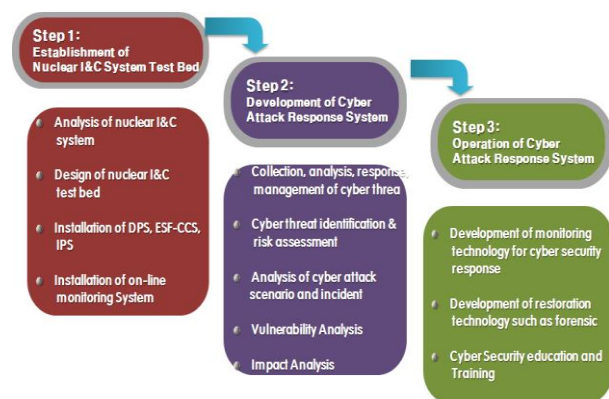 Step 1:
Establishment of
Nuclear I&C System Test Bed
Analysis of nuclear I&C
system
Design of nuclear I&C
test bed
Installation of DPS, ESF-CCS,
IPS
Installation of on-line
monitoring System
Step 2:
Development of Cyber
Attack Response System
Collection, analysis, response,
management of cyber threa
Cyber threat identification &
risk assessment
Analysis of cyber attack
scenario and incident
Vulnerability Analysis
Impact Analysis
Step 3:
Operation of Cyber
Attack Response System
Development of monitoring
technology for cyber security
response
Development of restoration
technology such as forensic
Cyber Security education and
Training